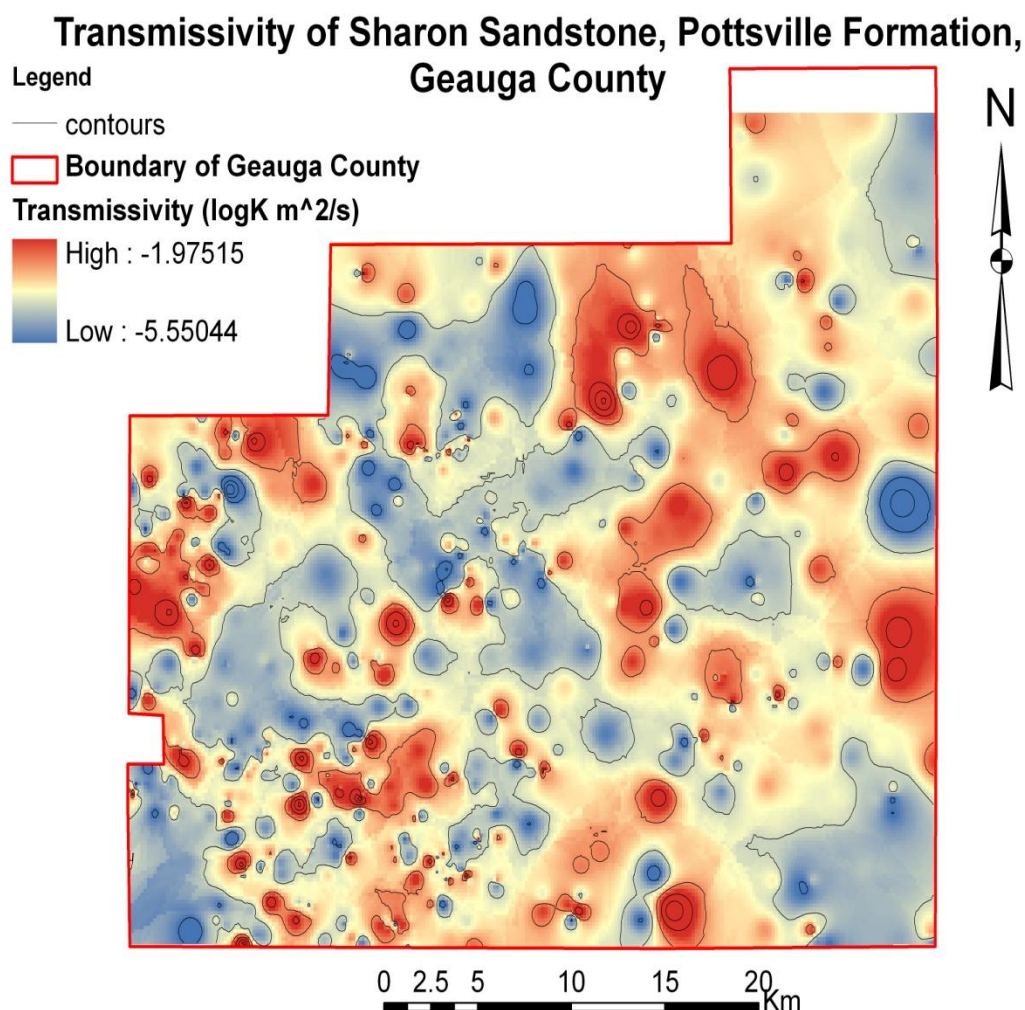 Transmissivity of Sharon Sandstone, Pottsville Formation,
Geauga County
Legend
contours
Boundary of Geauga County
Transmissivity (logK m^2/s)
High : -1.97515
Low : -5.55044
N
0 2.5 5 10 15 20
Km